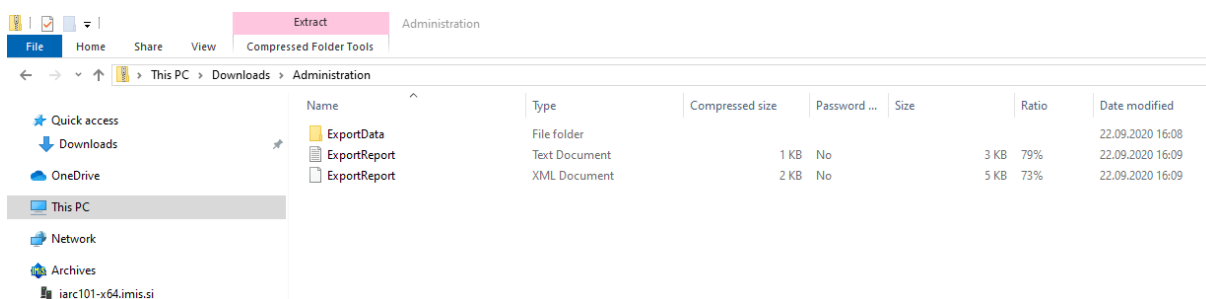 Extract Administration
File Home Share View Compressed Folder Tools
This PC > Downloads > Administration
Name Type Compressed size Password ... Size Ratio Date modified
Quick access
Downloads
OneDrive
This PC
Network
Archives
iarc101-x64.imis.si
ExportData File folder 22.09.2020 16:08
ExportReport Text Document 1 KB No 3 KB 79% 22.09.2020 16:09
ExportReport XML Document 2 KB No 5 KB 73% 22.09.2020 16:09